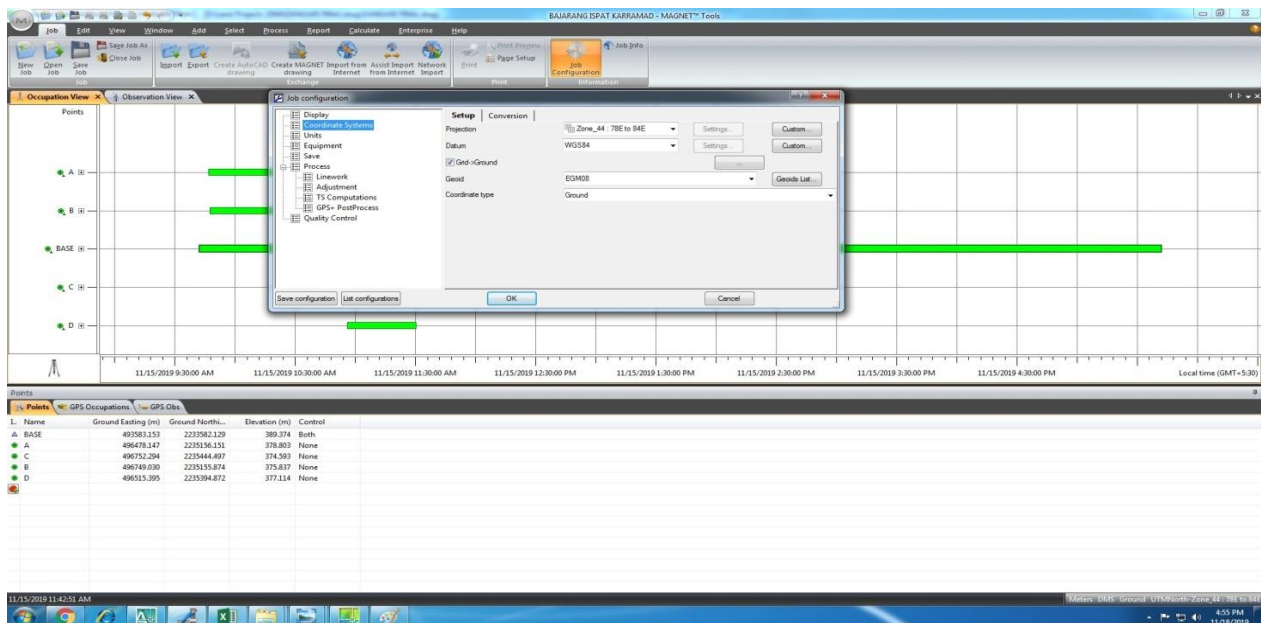 BAJARANG ISPAT KARRAMAD - MAGNET™ Tools
Job Edit View Window Add Select Process Report Calculate Enterprise Help
New Job
Open Job
Save Job
Save Job As
Close Job
Import
Export
Create AutoCAD drawing
Create MAGNET drawing
Import from Internet
Assist Import from Internet
Network Import
Print
Print Preview
Page Setup
Job Configuration
Job Info
Job Exchange Print Information
Occupation View Observation View
Points
A
B
BASE
C
D
Job configuration
Display
Coordinate Systems
Units
Equipment
Save
Process
Linework
Adjustment
TS Computations
GPS+ PostProcess
Quality Control
Setup Conversion
Projection Zone_44 : 78E to 84E Settings... Custom...
Datum WGS84 Settings... Custom...
Grid->Ground ...
Geoid EGM08 Geoids List...
Coordinate type Ground
Save configuration List configurations OK Cancel
11/15/2019 9:30:00 AM 11/15/2019 10:30:00 AM 11/15/2019 11:30:00 AM 11/15/2019 12:30:00 PM 11/15/2019 1:30:00 PM 11/15/2019 2:30:00 PM 11/15/2019 3:30:00 PM 11/15/2019 4:30:00 PM Local time (GMT+5:30)
Points
Points GPS Occupations GPS Obs
I.. Name Ground Easting (m) Ground Northi... Elevation (m) Control
BASE 493583.153 2233582.129 389.374 Both
A 496478.147 2235156.151 378.803 None
C 496752.294 2235444.497 374.593 None
B 496749.030 2235155.874 375.837 None
D 496515.395 2235394.872 377.114 None
11/15/2019 11:42:51 AM
Meters DMS Ground UTMNorth-Zone_44 : 78E to 84E
4:55 PM
11/18/2019